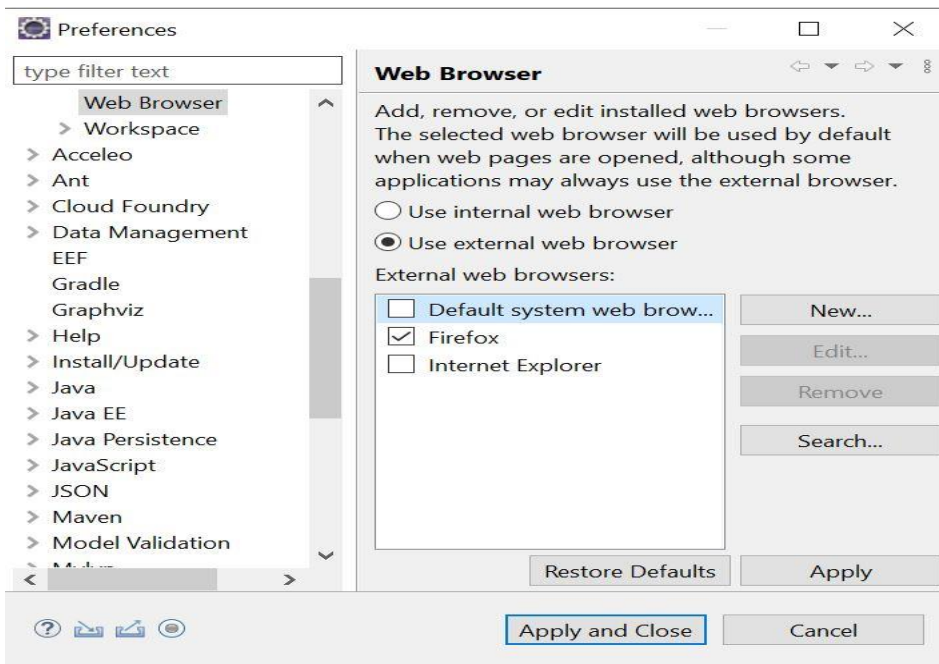 Preferences
type filter text
Web Browser
Workspace
Acceleo
Ant
Cloud Foundry
Data Management
EEF
Gradle
Graphviz
Help
Install/Update
Java
Java EE
Java Persistence
JavaScript
JSON
Maven
Model Validation
Web Browser
Add, remove, or edit installed web browsers.
The selected web browser will be used by default
when web pages are opened, although some
applications may always use the external browser.
Use internal web browser
Use external web browser
External web browsers:
Default system web brow...
Firefox
Internet Explorer
New...
Edit...
Remove
Search...
Restore Defaults
Apply
Apply and Close
Cancel